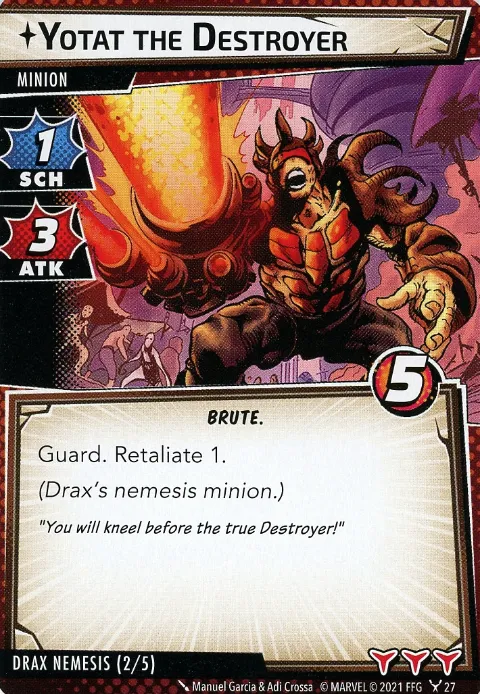 YOTAT THE DESTROYER
MINION
1
SCH
3
ATK
5
BRUTE.
Guard. Retaliate 1.
(Drax's nemesis minion.)
"You will kneel before the true Destroyer!"
DRAX NEMESIS (2/5)
Manuel Garcia & Adi Crossa © MARVEL © 2021 FFG 27